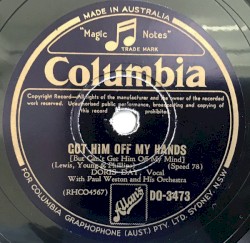 MADE IN AUSTRALIA
"Magic Notes"
TRADE MARK
Columbia
Copyright Record:—All rights of the manufacturer and the owner of the recorded
work are reserved. Unauthorised public performance, broadcasting and copying of
this record prohibited.
GOT HIM OFF MY HANDS
[But Can't Get Him Off My Mind]
(Lewis, Young & Phillips) (Speed 78)
DORIS DAY, Vocal
With Paul Weston and His Orchestra
(RHCO4567)
Allans
DO-3473
FOR COLUMBIA GRAPHOPHONE (AUST.) PTY. LTD. SYDNEY, N.S.W.